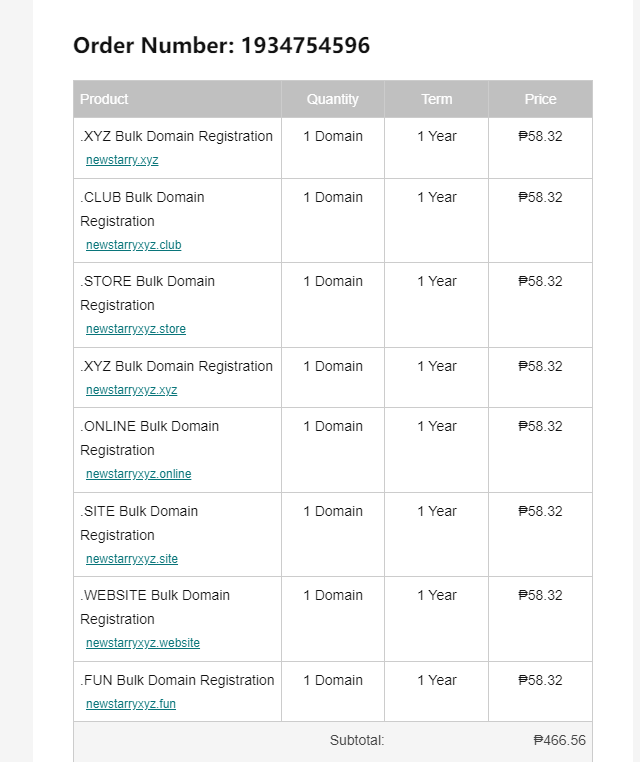 Order Number: 1934754596
Product Quantity Term Price
.XYZ Bulk Domain Registration 1 Domain 1 Year ₱58.32
newstarry.xyz
.CLUB Bulk Domain 1 Domain 1 Year ₱58.32
Registration
newstarryxyz.club
.STORE Bulk Domain 1 Domain 1 Year ₱58.32
Registration
newstarryxyz.store
.XYZ Bulk Domain Registration 1 Domain 1 Year ₱58.32
newstarryxyz.xyz
.ONLINE Bulk Domain 1 Domain 1 Year ₱58.32
Registration
newstarryxyz.online
.SITE Bulk Domain 1 Domain 1 Year ₱58.32
Registration
newstarryxyz.site
.WEBSITE Bulk Domain 1 Domain 1 Year ₱58.32
Registration
newstarryxyz.website
.FUN Bulk Domain Registration 1 Domain 1 Year ₱58.32
newstarryxyz.fun
Subtotal: ₱466.56